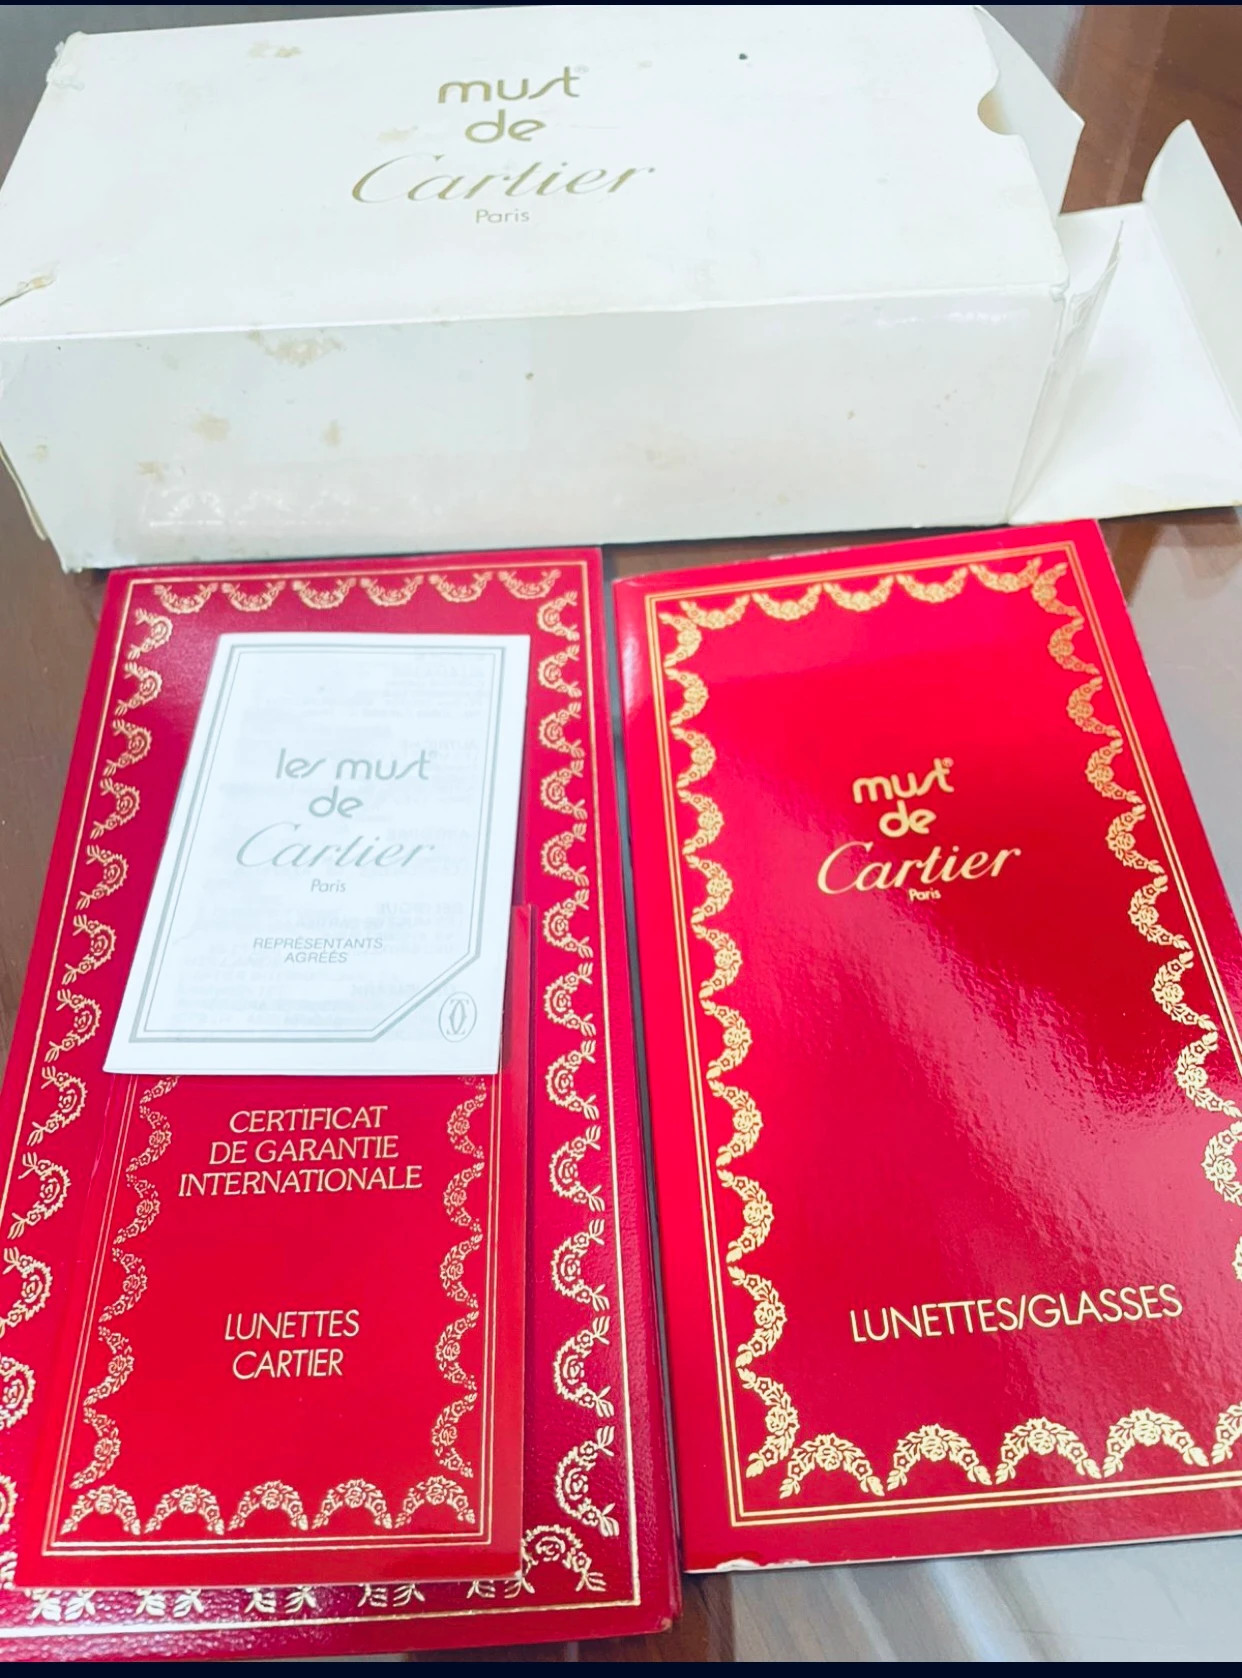 must
de
Cartier
Paris
les must
de
Cartier
Paris
REPRÉSENTANTS
AGRÉÉS
CERTIFICAT
DE GARANTIE
INTERNATIONALE
LUNETTES
CARTIER
must
de
Cartier
Paris
LUNETTES/GLASSES